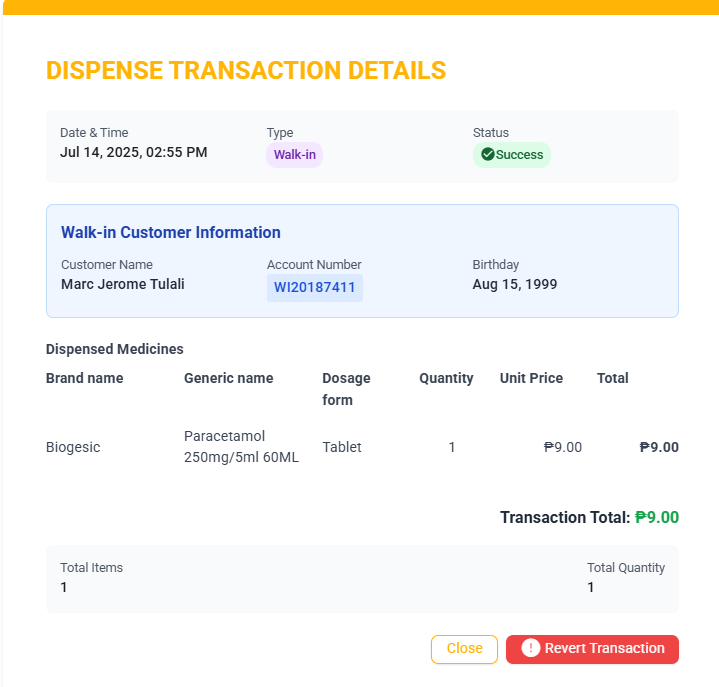 DISPENSE TRANSACTION DETAILS
Date & Time Type Status
Jul 14, 2025, 02:55 PM Walk-in Success
Walk-in Customer Information
Customer Name Account Number Birthday
Marc Jerome Tulali WI20187411 Aug 15, 1999
Dispensed Medicines
Brand name Generic name Dosage form Quantity Unit Price Total
Biogesic Paracetamol 250mg/5ml 60ML Tablet 1 ₱9.00 ₱9.00
Transaction Total: ₱9.00
Total Items Total Quantity
1 1
Close Revert Transaction